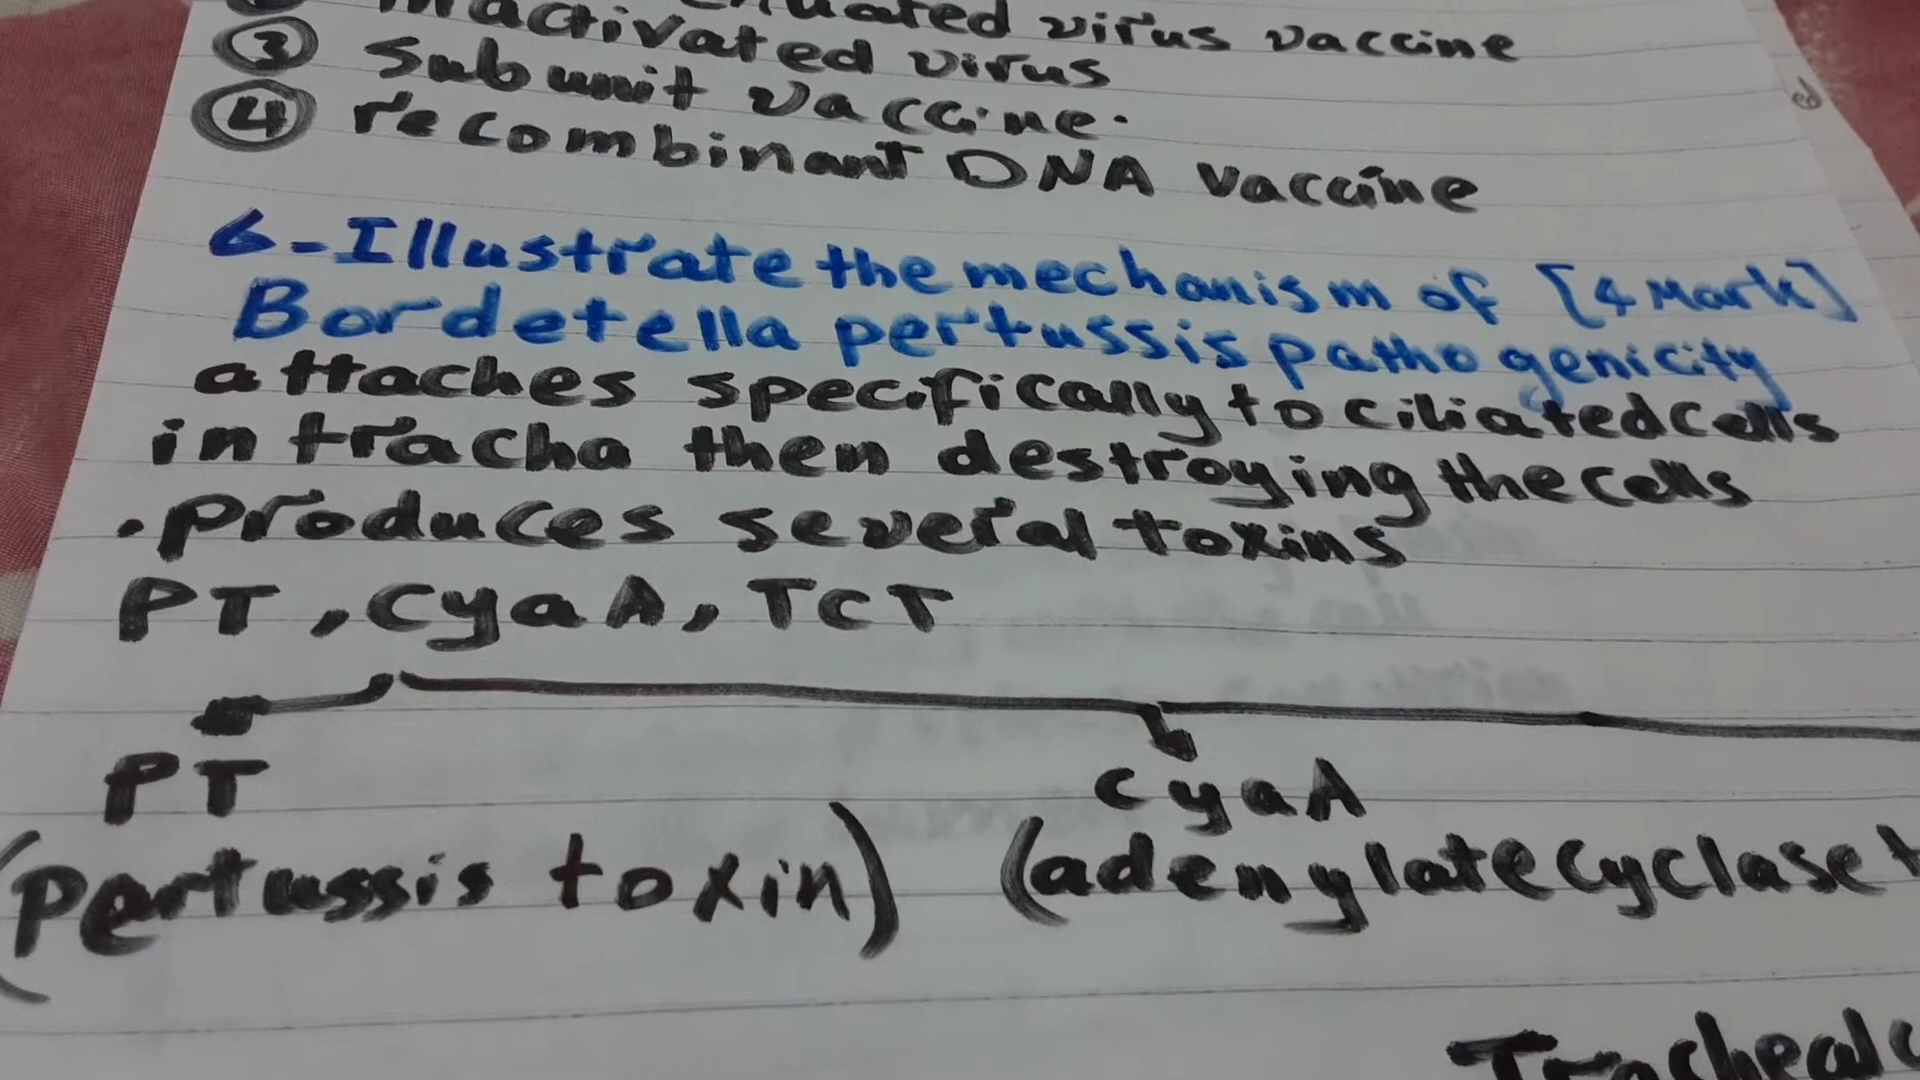 virus vaccine
inactivated virus
③ subunit vaccine.
④ recombinant DNA vaccine
6-Illustrate the mechanism of [4 Mark]
Bordetella pertussis pathogenicity
attaches specifically to ciliated cells
in tracha then destroying the cells
.produces several toxins
PT, CyaA, TCT
PT CyaA
(pertussis toxin) (adenylate cyclase